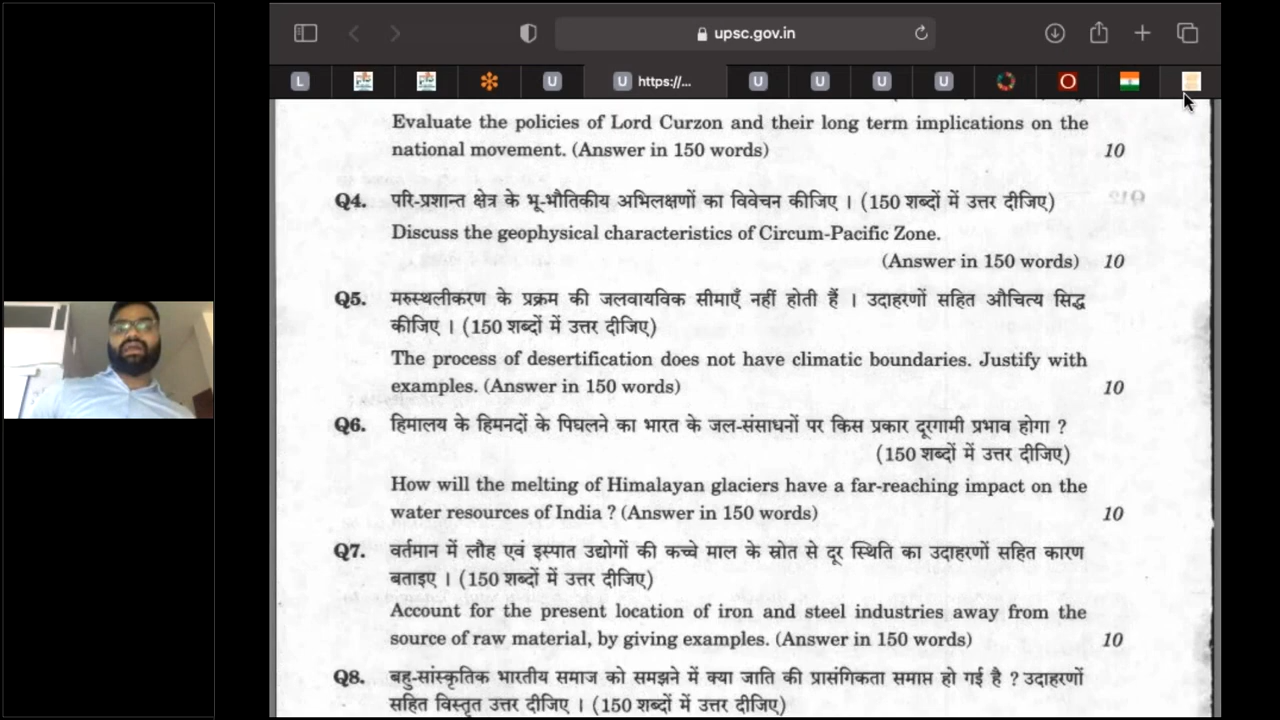 upsc.gov.in
L
U
U https://...
U
U
U
U
Evaluate the policies of Lord Curzon and their long term implications on the
national movement. (Answer in 150 words) 10
Q4. परि-प्रशान्त क्षेत्र के भू-भौतिकीय अभिलक्षणों का विवेचन कीजिए । (150 शब्दों में उत्तर दीजिए)
Discuss the geophysical characteristics of Circum-Pacific Zone.
(Answer in 150 words) 10
Q5. मरुस्थलीकरण के प्रक्रम की जलवायविक सीमाएँ नहीं होती हैं । उदाहरणों सहित औचित्य सिद्ध
कीजिए । (150 शब्दों में उत्तर दीजिए)
The process of desertification does not have climatic boundaries. Justify with
examples. (Answer in 150 words) 10
Q6. हिमालय के हिमनदों के पिघलने का भारत के जल-संसाधनों पर किस प्रकार दूरगामी प्रभाव होगा ?
(150 शब्दों में उत्तर दीजिए)
How will the melting of Himalayan glaciers have a far-reaching impact on the
water resources of India ? (Answer in 150 words) 10
Q7. वर्तमान में लौह एवं इस्पात उद्योगों की कच्चे माल के स्रोत से दूर स्थिति का उदाहरणों सहित कारण
बताइए । (150 शब्दों में उत्तर दीजिए)
Account for the present location of iron and steel industries away from the
source of raw material, by giving examples. (Answer in 150 words) 10
Q8. बहु-सांस्कृतिक भारतीय समाज को समझने में क्या जाति की प्रासंगिकता समाप्त हो गई है ? उदाहरणों
सहित विस्तृत उत्तर दीजिए । (150 शब्दों में उत्तर दीजिए)